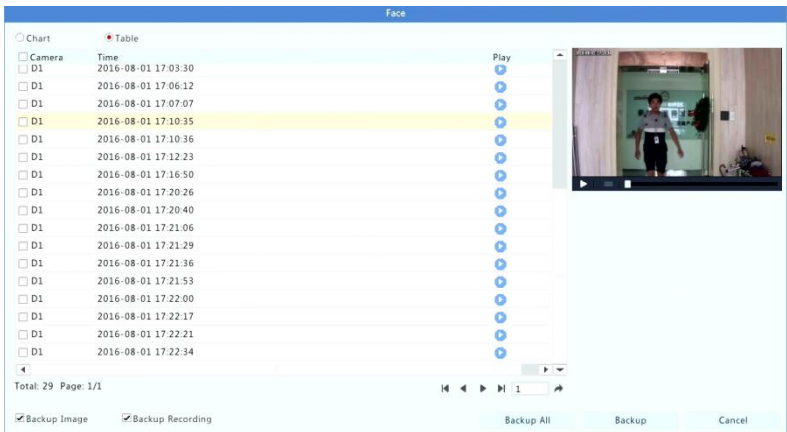 Face
Chart Table
Camera Time Play
D1 2016-08-01 17:03:30
D1 2016-08-01 17:06:12
D1 2016-08-01 17:07:07
D1 2016-08-01 17:10:35
D1 2016-08-01 17:10:36
D1 2016-08-01 17:12:23
D1 2016-08-01 17:16:50
D1 2016-08-01 17:20:26
D1 2016-08-01 17:20:40
D1 2016-08-01 17:21:06
D1 2016-08-01 17:21:29
D1 2016-08-01 17:21:36
D1 2016-08-01 17:21:53
D1 2016-08-01 17:22:00
D1 2016-08-01 17:22:17
D1 2016-08-01 17:22:21
D1 2016-08-01 17:22:34
Total: 29 Page: 1/1 1
Backup Image Backup Recording Backup All Backup Cancel